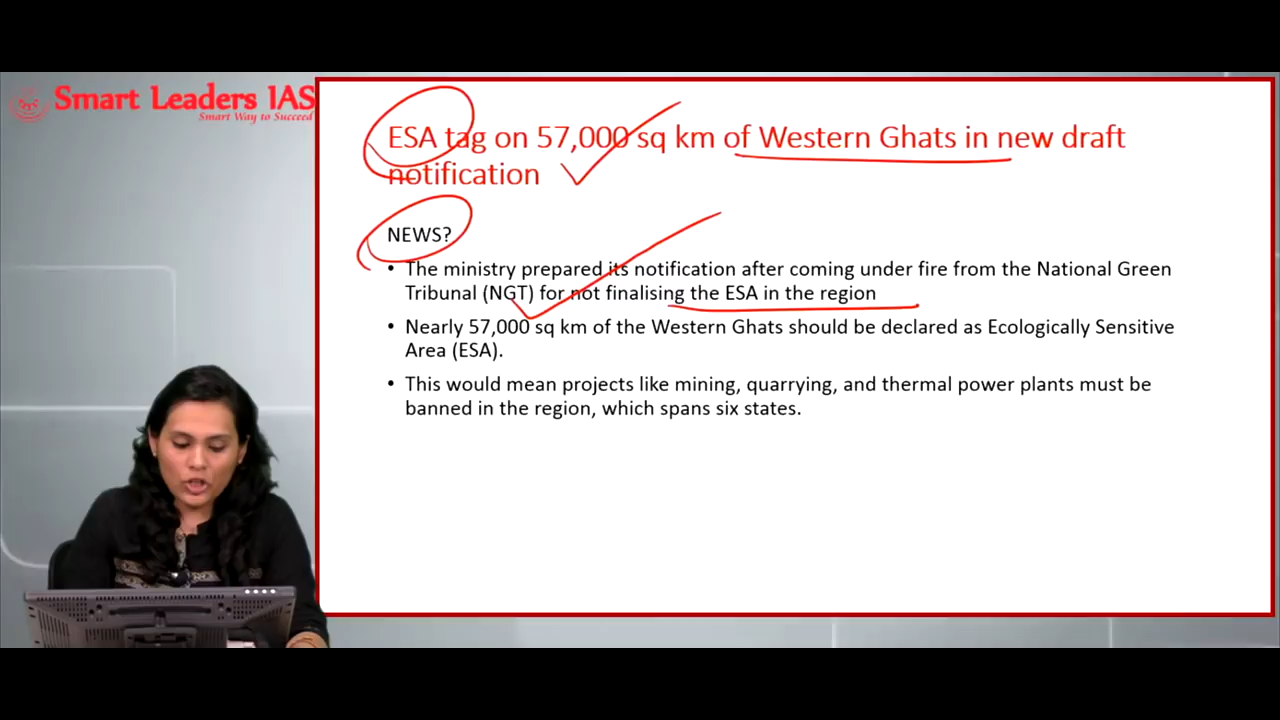 Smart Leaders IAS
Smart Way to Succeed
ESA tag on 57,000 sq km of Western Ghats in new draft
notification
NEWS?
• The ministry prepared its notification after coming under fire from the National Green
Tribunal (NGT) for not finalising the ESA in the region
• Nearly 57,000 sq km of the Western Ghats should be declared as Ecologically Sensitive
Area (ESA).
• This would mean projects like mining, quarrying, and thermal power plants must be
banned in the region, which spans six states.